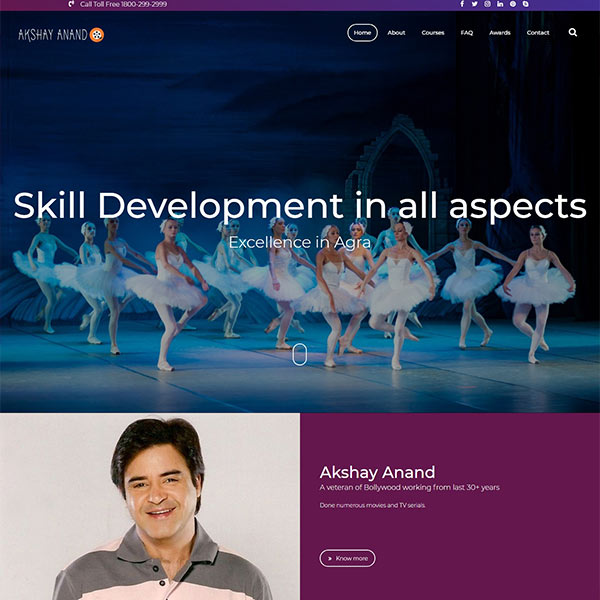 Call Toll Free 1800-299-2999
AKSHAY ANAND
Home About Courses FAQ Awards Contact
Skill Development in all aspects
Excellence in Agra
Akshay Anand
A veteran of Bollywood working from last 30+ years
Done numerous movies and TV serials
» Know more